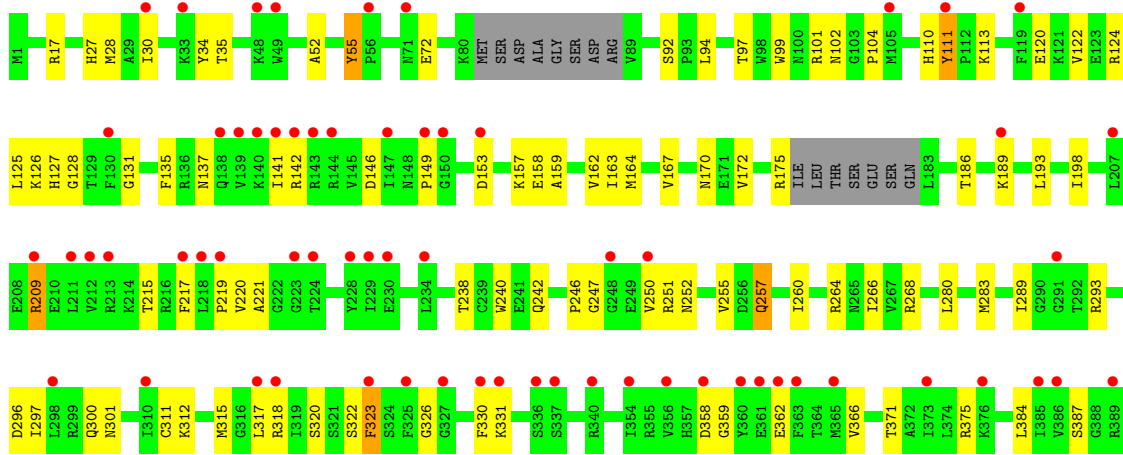 M1 R17 H27 M28 A29 I30 K33 Y34 T35 K48 W49 A52 Y55 P56 N71 E72 K80 MET SER ASP ALA GLY SER ASP ARG V89 S92 P93 L94 T97 W98 W99 N100 R101 N102 G103 P104 M105 H110 Y111 P112 K113 F119 E120 K121 V122 E123 R124
L125 K126 H127 G128 T129 F130 G131 F135 R136 N137 Q138 V139 K140 I141 R142 R143 R144 V145 D146 I147 N148 P149 G150 D153 K157 E158 A159 V162 I163 M164 V167 N170 E171 V172 R175 ILE LEU THR SER GLU SER GLN L183 T186 K189 L193 I198 L207
E208 R209 E210 L211 V212 R213 K214 T215 R216 F217 L218 P219 V220 A221 G222 G223 T224 Y228 I229 E230 L234 T238 C239 W240 E241 Q242 P246 G247 G248 E249 V250 R251 N252 V255 D256 Q257 I260 R264 N265 I266 V267 R268 L280 M283 I289 G290 G291 T292 R293
D296 I297 L298 R299 Q300 N301 I310 C311 K312 M315 G316 L317 R318 I319 S320 S321 S322 F323 S324 F325 G326 G327 F330 K331 S336 S337 R340 I354 R355 V356 H357 D358 G359 Y360 E361 E362 F363 T364 M365 V366 T371 A372 I373 L374 R375 K376 L384 I385 V386 S387 G388 R389